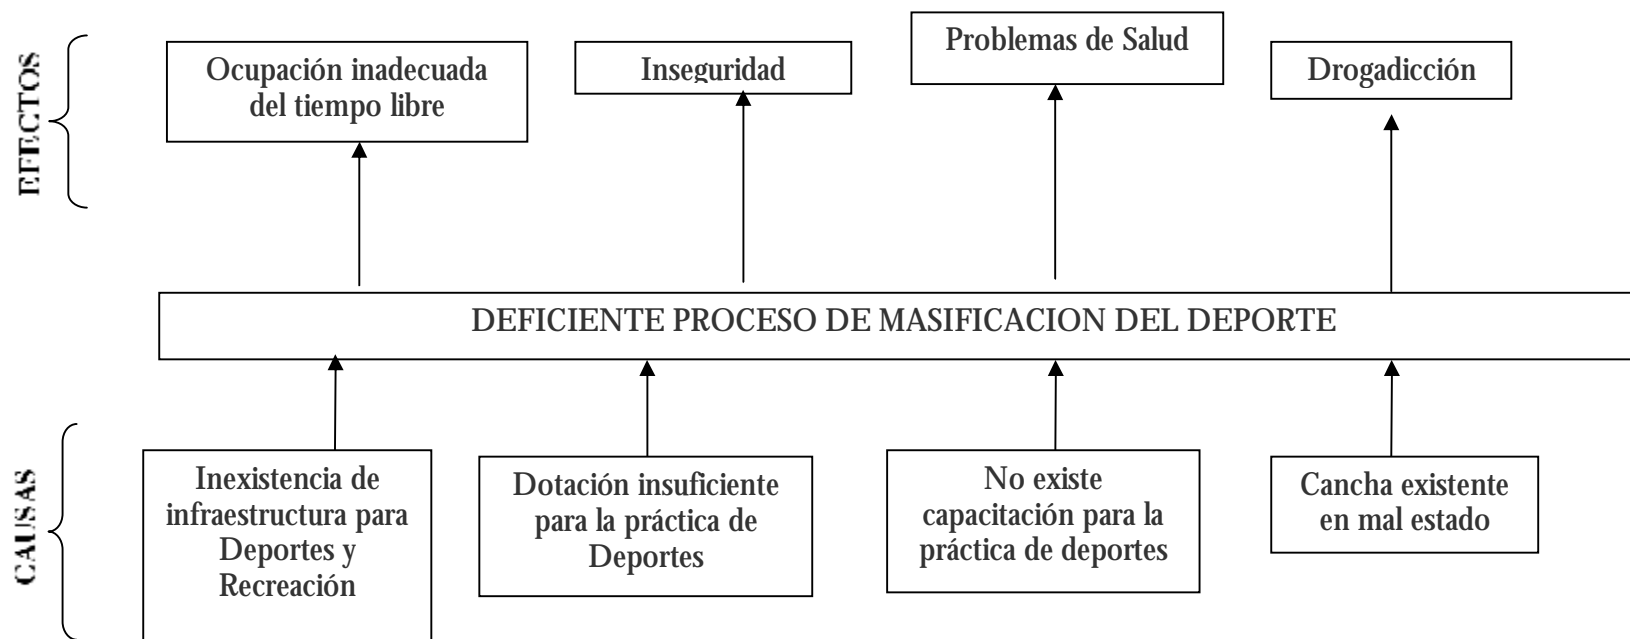 EFECTOS
Ocupación inadecuada
del tiempo libre
Inseguridad
Problemas de Salud
Drogadicción
DEFICIENTE PROCESO DE MASIFICACION DEL DEPORTE
CAUSAS
Inexistencia de
infraestructura para
Deportes y
Recreación
Dotación insuficiente
para la práctica de
Deportes
No existe
capacitación para la
práctica de deportes
Cancha existente
en mal estado